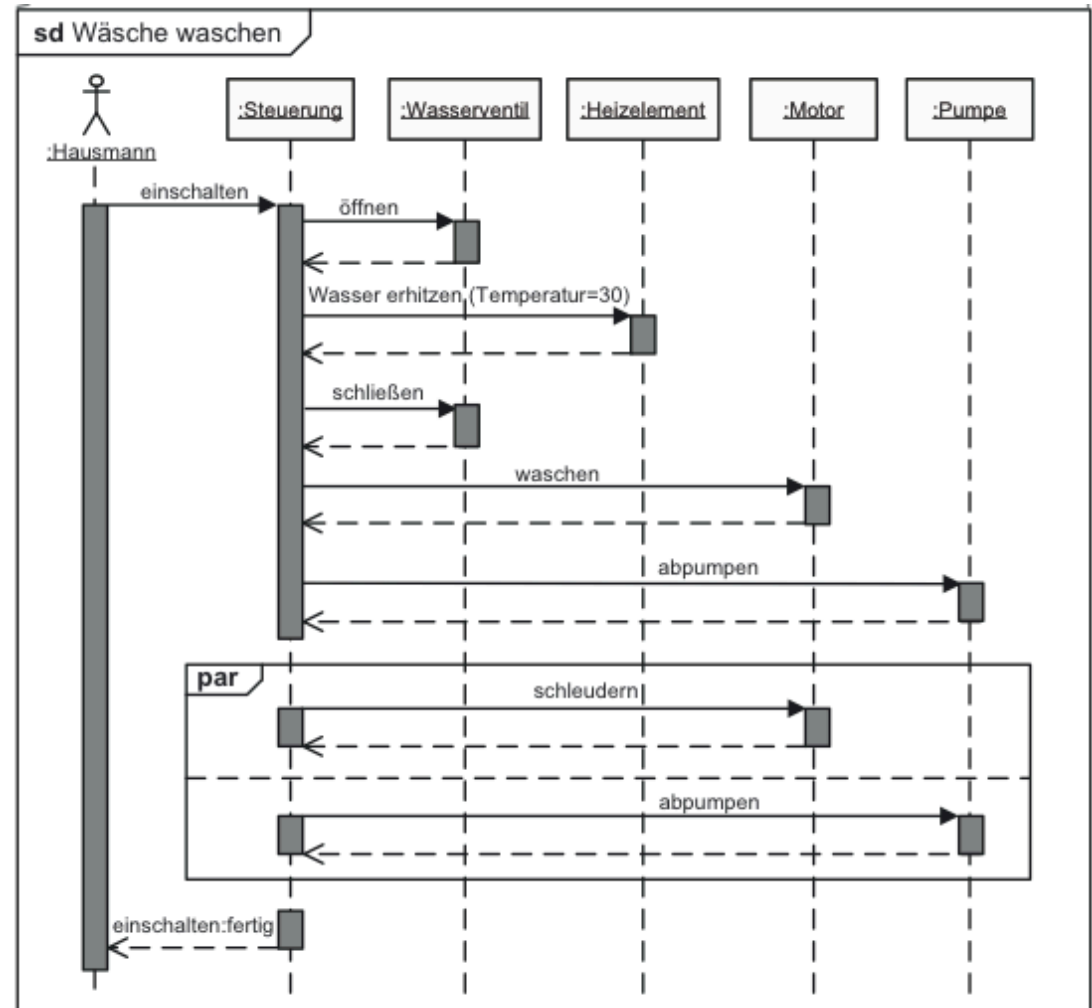 sd Wäsche waschen
:Hausmann
:Steuerung
:Wasserventil
:Heizelement
:Motor
:Pumpe
einschalten
öffnen
Wasser erhitzen (Temperatur=30)
schließen
waschen
abpumpen
par
schleudern
abpumpen
einschalten:fertig